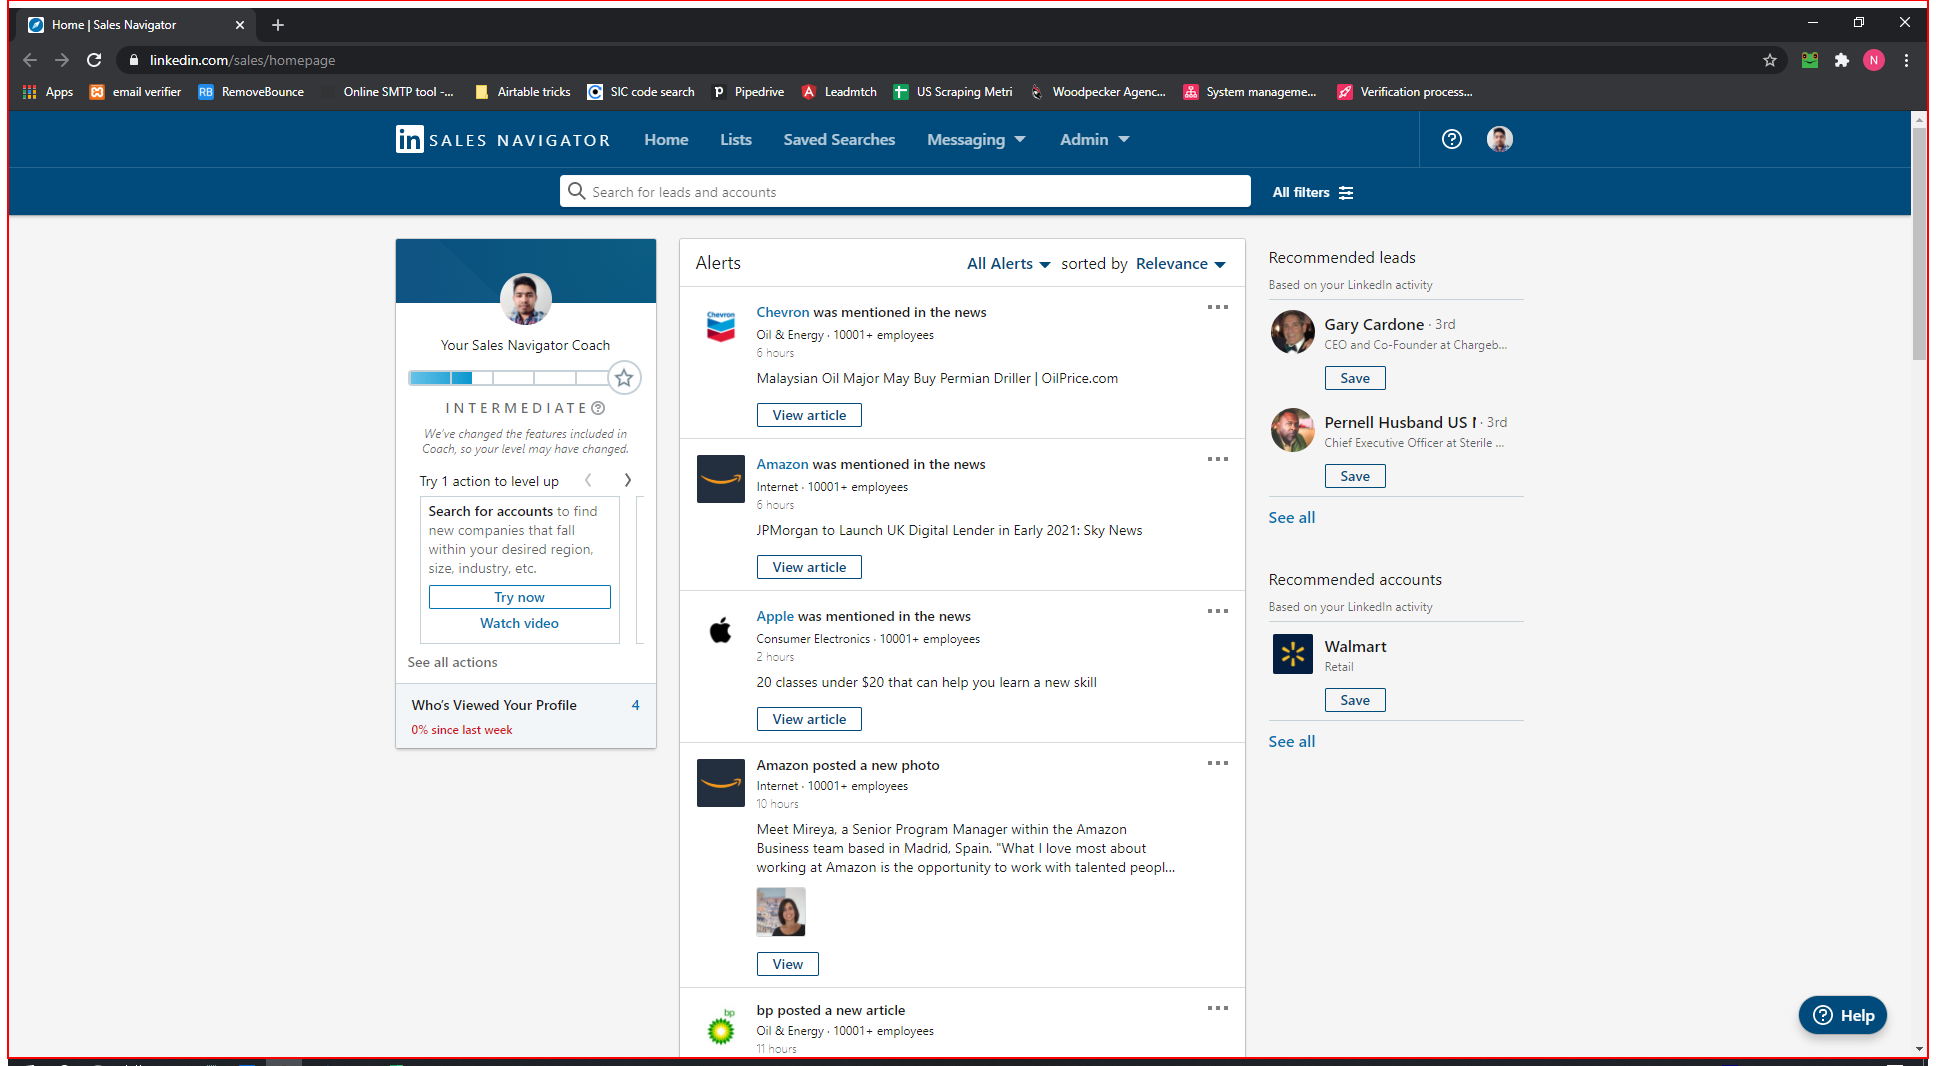 Home | Sales Navigator
linkedin.com/sales/homepage
N
Apps
email verifier
RB RemoveBounce
Online SMTP tool -...
Airtable tricks
SIC code search
Pipedrive
Leadmtch
US Scraping Metri
Woodpecker Agenc...
System manageme...
Verification process...
in SALES NAVIGATOR
Home
Lists
Saved Searches
Messaging
Admin
Search for leads and accounts
All filters
Your Sales Navigator Coach
INTERMEDIATE
We've changed the features included in
Coach, so your level may have changed.
Try 1 action to level up
Search for accounts to find
new companies that fall
within your desired region,
size, industry, etc.
Try now
Watch video
See all actions
Who's Viewed Your Profile 4
0% since last week
Alerts
All Alerts sorted by Relevance
Chevron
Chevron was mentioned in the news
Oil & Energy · 10001+ employees
6 hours
Malaysian Oil Major May Buy Permian Driller | OilPrice.com
View article
Amazon was mentioned in the news
Internet · 10001+ employees
6 hours
JPMorgan to Launch UK Digital Lender in Early 2021: Sky News
View article
Apple was mentioned in the news
Consumer Electronics · 10001+ employees
2 hours
20 classes under $20 that can help you learn a new skill
View article
Amazon posted a new photo
Internet · 10001+ employees
10 hours
Meet Mireya, a Senior Program Manager within the Amazon
Business team based in Madrid, Spain. "What I love most about
working at Amazon is the opportunity to work with talented peopl...
View
bp
bp posted a new article
Oil & Energy · 10001+ employees
11 hours
Recommended leads
Based on your LinkedIn activity
Gary Cardone · 3rd
CEO and Co-Founder at Chargeb...
Save
Pernell Husband US · 3rd
Chief Executive Officer at Sterile ...
Save
See all
Recommended accounts
Based on your LinkedIn activity
Walmart
Retail
Save
See all
Help